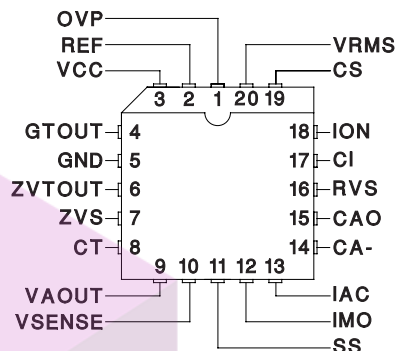 OVP
REF VRMS
VCC CS
3 2 1 20 19
GTOUT 4 18 ION
GND 5 17 CI
ZVTOUT 6 16 RVS
ZVS 7 15 CAO
CT 8 14 CA-
9 10 11 12 13
VAOUT IAC
VSENSE IMO
SS